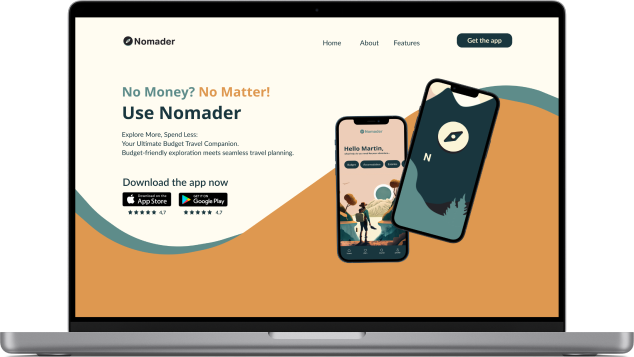 Nomader
Home About Features Get the app
No Money? No Matter!
Use Nomader
Explore More, Spend Less:
Your Ultimate Budget Travel Companion.
Budget-friendly exploration meets seamless travel planning.
Download the app now
Download on the
App Store
GET IT ON
Google Play
4.7
4.7
Nomader
Hello Martin,
N